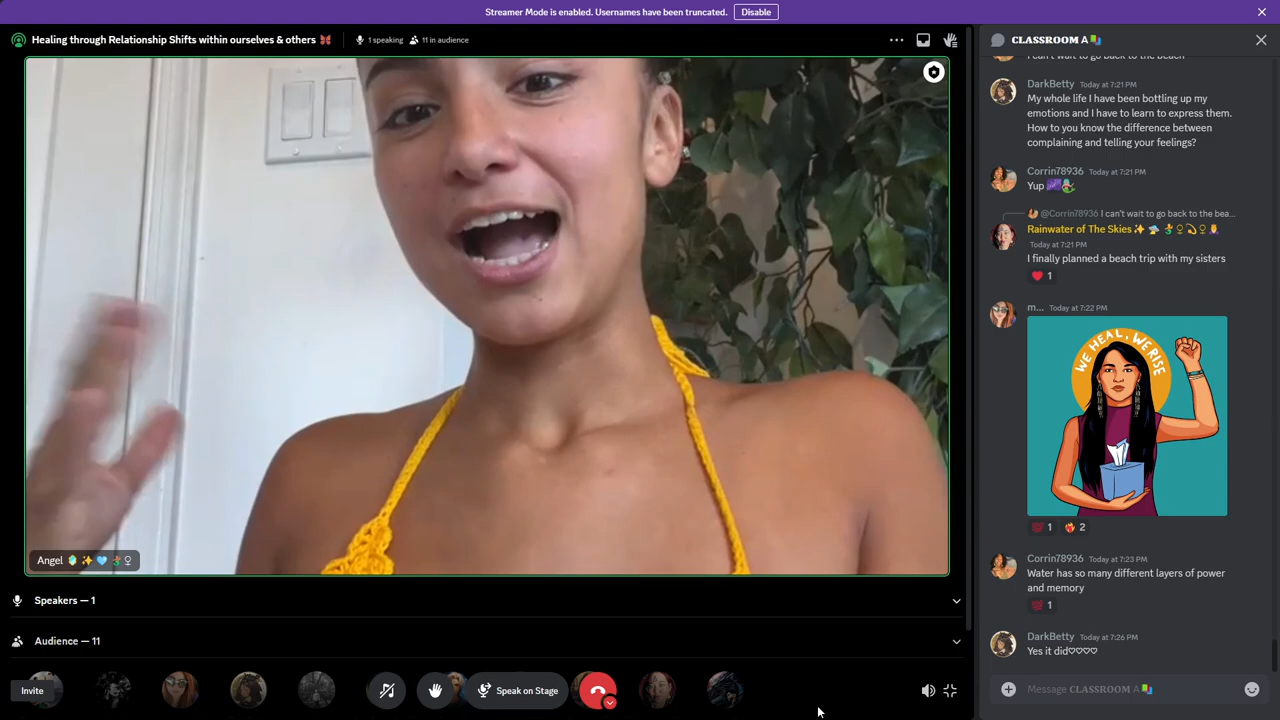 Streamer Mode is enabled. Usernames have been truncated. Disable
Healing through Relationship Shifts within ourselves & others
1 speaking
11 in audience
Angel
Speakers — 1
Audience — 11
Invite
Speak on Stage
CLASSROOM A
I can't wait to go back to the beach
DarkBetty Today at 7:21 PM
My whole life I have been bottling up my
emotions and I have to learn to express them.
How to you know the difference between
complaining and telling your feelings?
Corrin78936 Today at 7:21 PM
Yup
@Corrin78936 I can't wait to go back to the bea...
Rainwater of The Skies
Today at 7:21 PM
I finally planned a beach trip with my sisters
1
m... Today at 7:22 PM
WE HEAL, WE RISE
1 2
Corrin78936 Today at 7:23 PM
Water has so many different layers of power
and memory
1
DarkBetty Today at 7:26 PM
Yes it did♡♡♡♡
Message CLASSROOM A